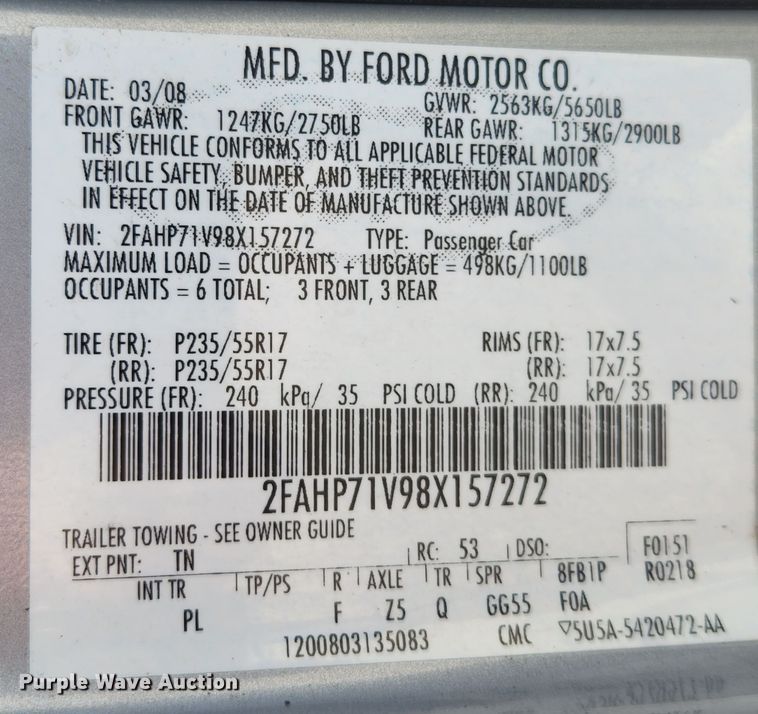 MFD. BY FORD MOTOR CO.
DATE: 03/08 GVWR: 2563KG/5650LB
FRONT GAWR: 1247KG/2750LB REAR GAWR: 1315KG/2900LB
THIS VEHICLE CONFORMS TO ALL APPLICABLE FEDERAL MOTOR
VEHICLE SAFETY, BUMPER, AND THEFT PREVENTION STANDARDS
IN EFFECT ON THE DATE OF MANUFACTURE SHOWN ABOVE.
VIN: 2FAHP71V98X157272 TYPE: Passenger Car
MAXIMUM LOAD = OCCUPANTS + LUGGAGE = 498KG/1100LB
OCCUPANTS = 6 TOTAL; 3 FRONT, 3 REAR
TIRE (FR): P235/55R17 RIMS (FR): 17x7.5
(RR): P235/55R17 (RR): 17x7.5
PRESSURE (FR): 240 kPa/ 35 PSI COLD (RR): 240 kPa/ 35 PSI COLD
2FAHP71V98X157272
TRAILER TOWING - SEE OWNER GUIDE
EXT PNT: TN RC: 53 DSO: F0151
INT TR TP/PS R AXLE TR SPR 8FB1P R0218
PL F Z5 Q GG55 FOA
1200803135083 CMC ▽5U5A-5420472-AA
Purple Wave Auction